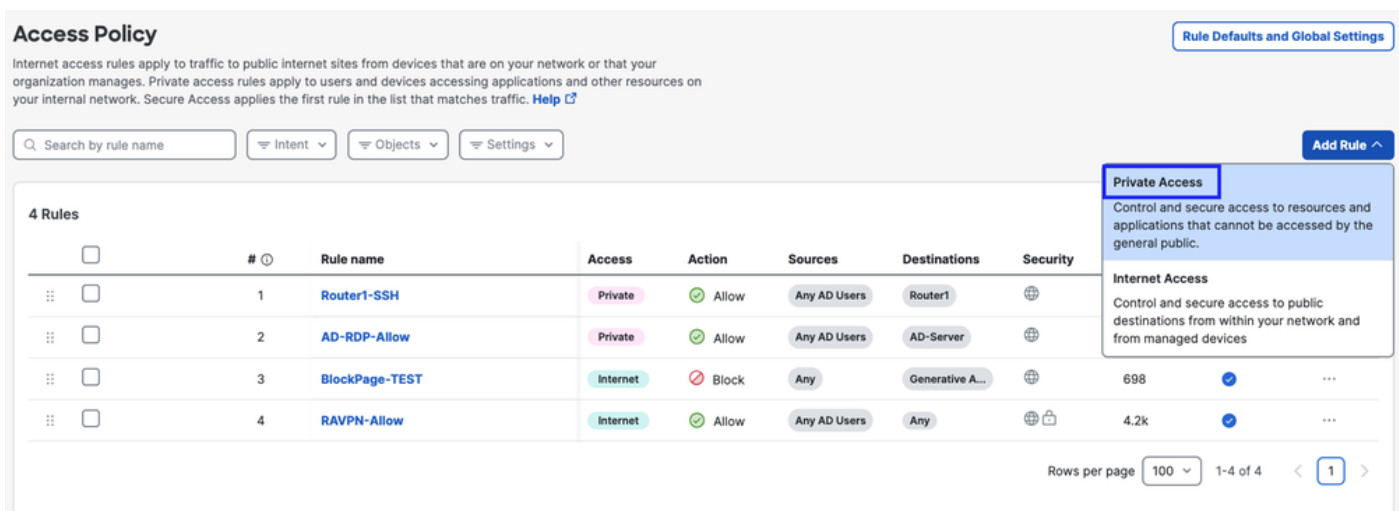 Access Policy
Rule Defaults and Global Settings
Internet access rules apply to traffic to public internet sites from devices that are on your network or that your
organization manages. Private access rules apply to users and devices accessing applications and other resources on
your internal network. Secure Access applies the first rule in the list that matches traffic. Help
Search by rule name Intent Objects Settings Add Rule
Private Access
Control and secure access to resources and
applications that cannot be accessed by the
general public.
Internet Access
Control and secure access to public
destinations from within your network and
from managed devices
4 Rules
# Rule name Access Action Sources Destinations Security
1 Router1-SSH Private Allow Any AD Users Router1
2 AD-RDP-Allow Private Allow Any AD Users AD-Server
3 BlockPage-TEST Internet Block Any Generative A... 698 ...
4 RAVPN-Allow Internet Allow Any AD Users Any 4.2k ...
Rows per page 100 1-4 of 4 < 1 >